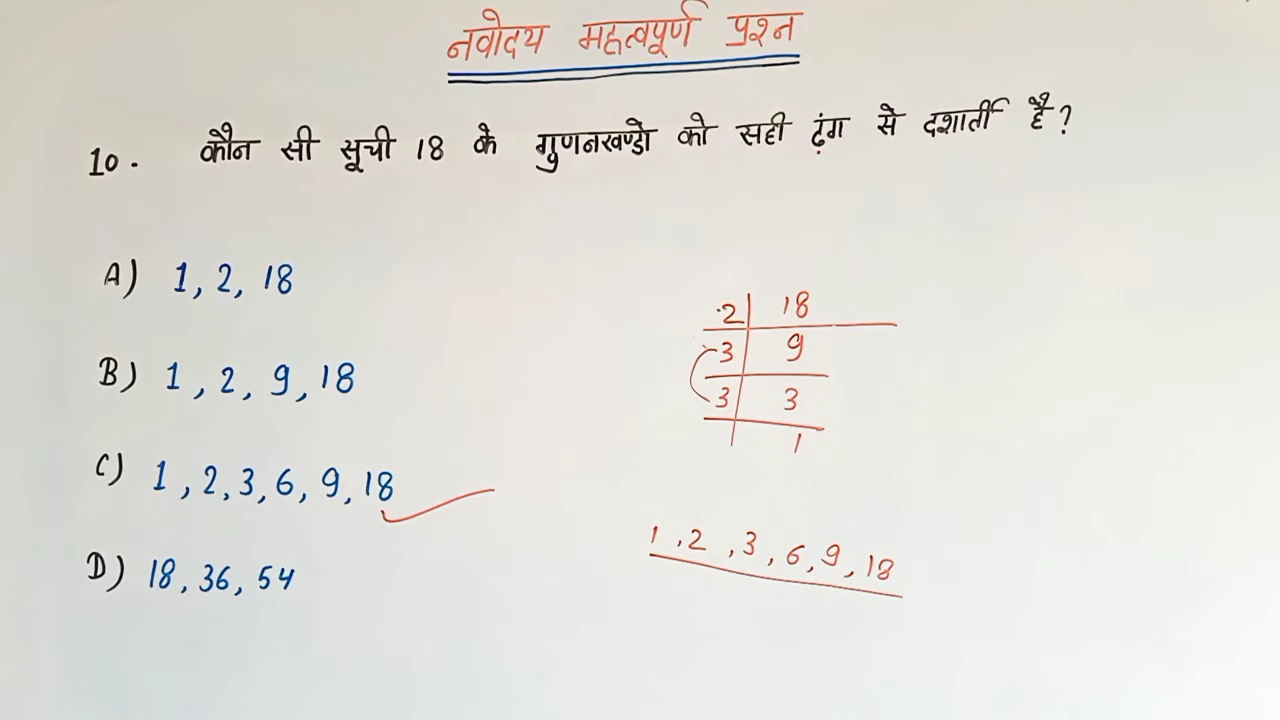 नवोदय महत्वपूर्ण प्रश्न
10. कौन सी सूची 18 के गुणनखण्डो को सही ढ़ंग से दर्शाती है?
A) 1, 2, 18
B) 1, 2, 9, 18
C) 1, 2, 3, 6, 9, 18
D) 18, 36, 54
2 | 18
3 | 9
3 | 3
| 1
1, 2, 3, 6, 9, 18